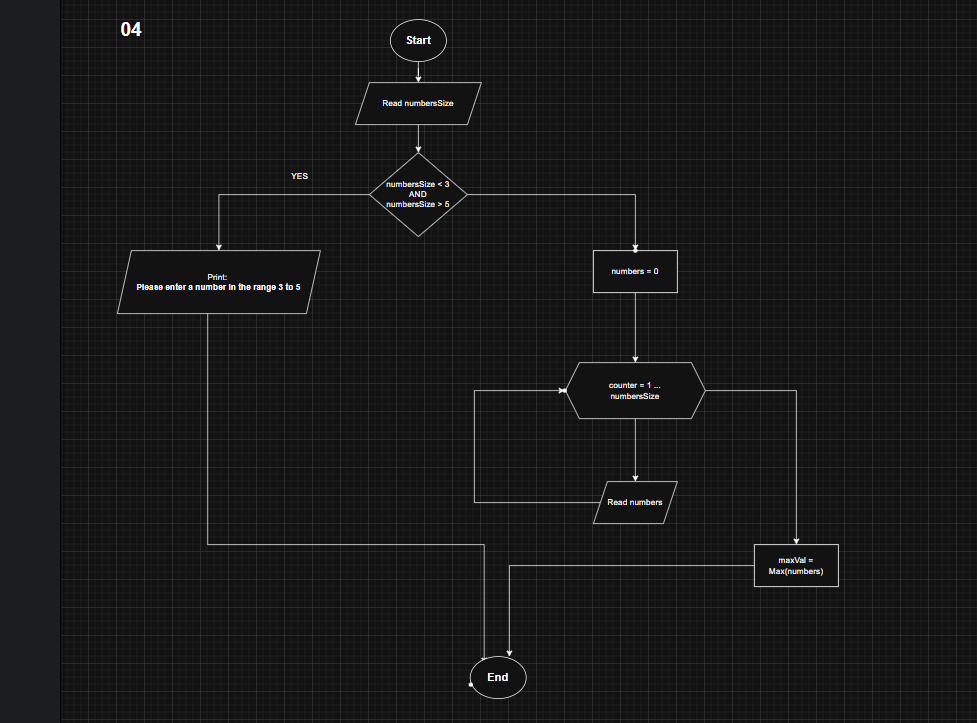 04
Start
Read numbersSize
YES
numbersSize < 3
AND
numbersSize > 5
Print:
Please enter a number in the range 3 to 5
numbers = 0
counter = 1 ...
numbersSize
Read numbers
maxVal =
Max(numbers)
End